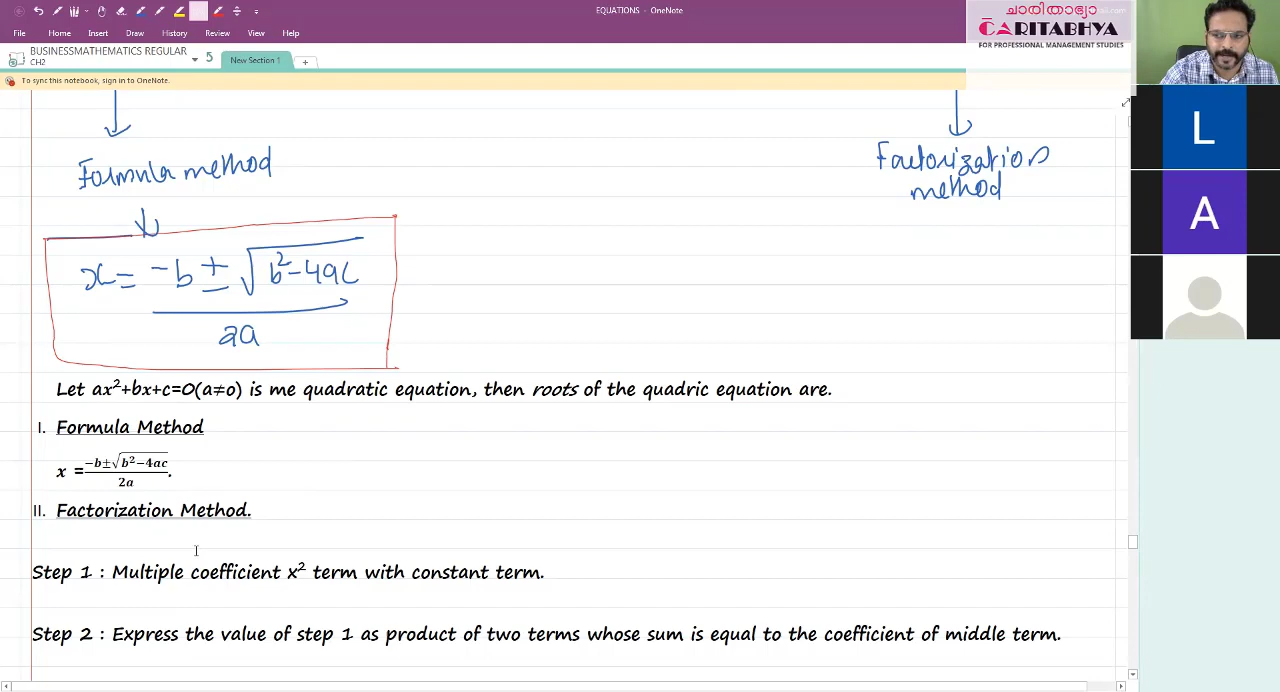 EQUATIONS - OneNote
ചാരിതാഭ്യാ
CARITABHYA
FOR PROFESSIONAL MANAGEMENT STUDIES
File Home Insert Draw History Review View Help
BUSINESSMATHEMATICS REGULAR
CH2
New Section 1
To sync this notebook, sign in to OneNote.
Formula method
Factorization
method
x = -b ± √b²-4ac
2a
Let ax²+bx+c=0(a≠o) is me quadratic equation, then roots of the quadric equation are.
I. Formula Method
x = -b±√b²-4ac / 2a.
II. Factorization Method.
Step 1 : Multiple coefficient x² term with constant term.
Step 2 : Express the value of step 1 as product of two terms whose sum is equal to the coefficient of middle term.
L
A